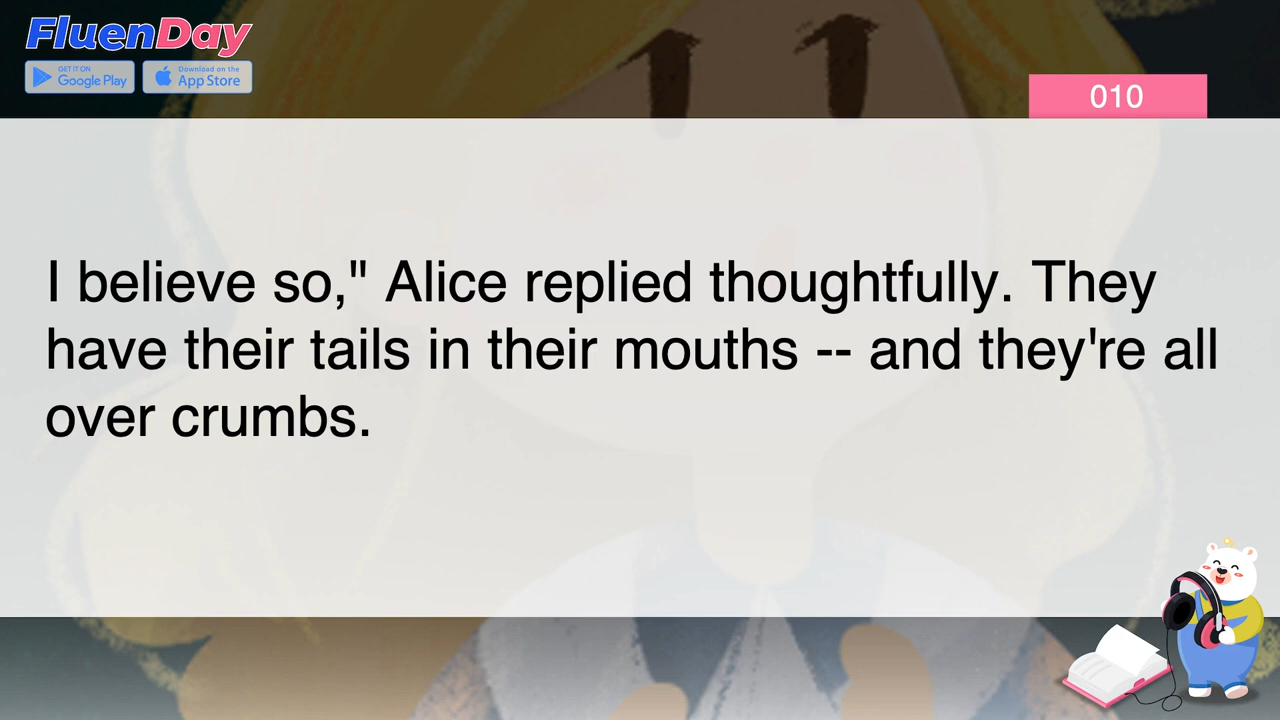 FluenDay
GET IT ON
Google Play
Download on the
App Store
010
I believe so," Alice replied thoughtfully. They
have their tails in their mouths -- and they're all
over crumbs.